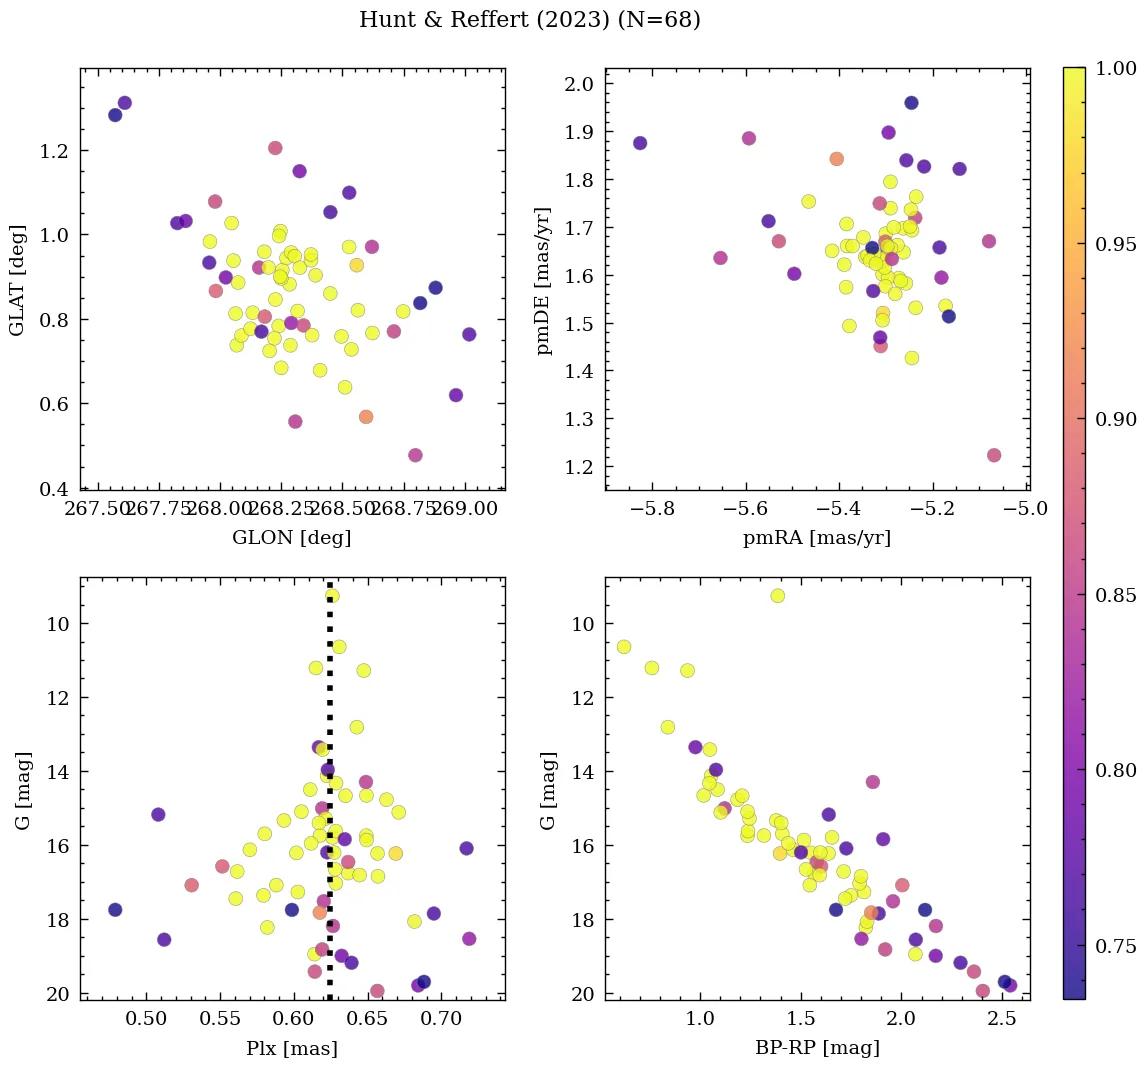 Hunt & Reffert (2023) (N=68)
1.2
1.0
0.8
0.6
0.4
GLAT [deg]
267.50 267.75 268.00 268.25 268.50 268.75 269.00
GLON [deg]
2.0
1.9
1.8
1.7
1.6
1.5
1.4
1.3
1.2
pmDE [mas/yr]
−5.8 −5.6 −5.4 −5.2 −5.0
pmRA [mas/yr]
10
12
14
16
18
20
G [mag]
0.50 0.55 0.60 0.65 0.70
Plx [mas]
10
12
14
16
18
20
G [mag]
1.0 1.5 2.0 2.5
BP-RP [mag]
1.00
0.95
0.90
0.85
0.80
0.75